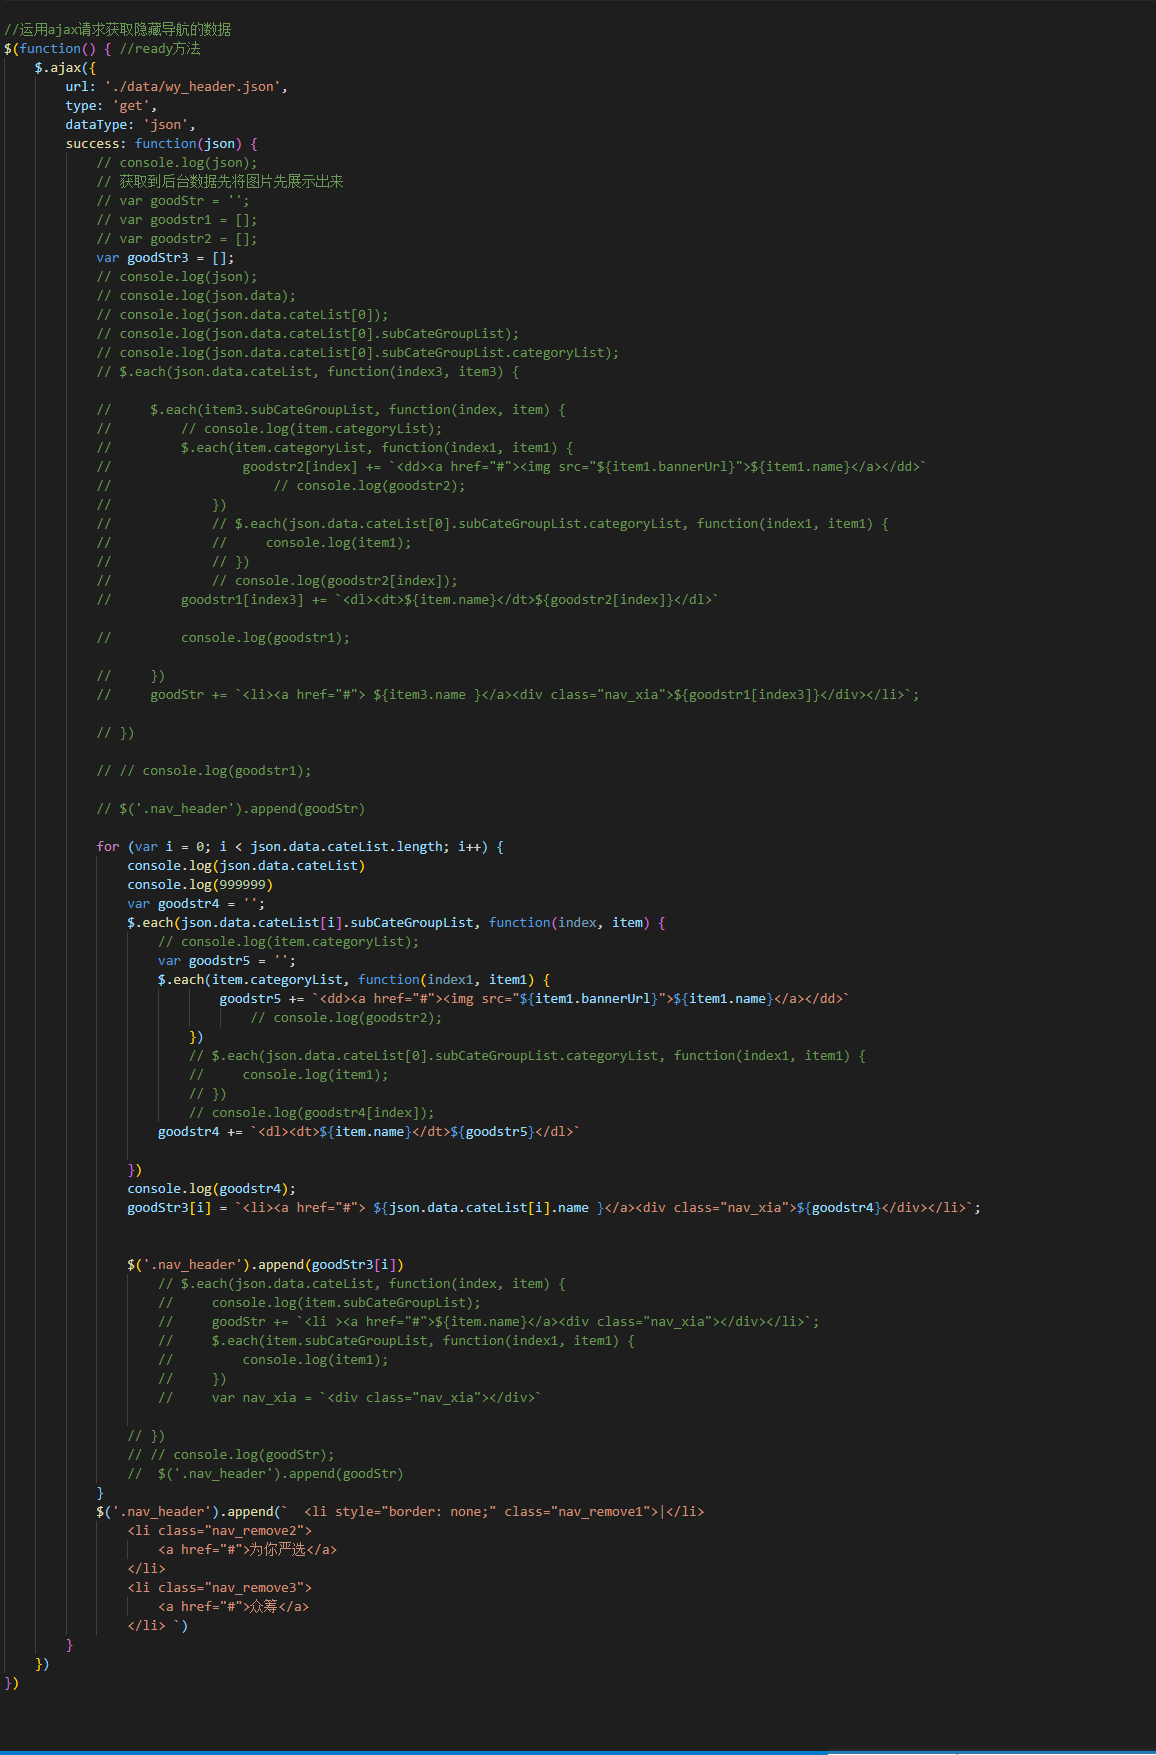 //运用ajax请求获取隐藏导航的数据
$(function() { //ready方法
    $.ajax({
        url: './data/wy_header.json',
        type: 'get',
        dataType: 'json',
        success: function(json) {
            // console.log(json);
            // 获取到后台数据先将图片先展示出来
            // var goodStr = '';
            // var goodstr1 = [];
            // var goodstr2 = [];
            var goodStr3 = [];
            // console.log(json);
            // console.log(json.data);
            // console.log(json.data.cateList[0]);
            // console.log(json.data.cateList[0].subCateGroupList);
            // console.log(json.data.cateList[0].subCateGroupList.categoryList);
            // $.each(json.data.cateList, function(index3, item3) {
            //     $.each(item3.subCateGroupList, function(index, item) {
            //         // console.log(item.categoryList);
            //         $.each(item.categoryList, function(index1, item1) {
            //                 goodstr2[index] += `<dd><a href="#"><img src="${item1.bannerUrl}">${item1.name}</a></dd>`
            //                     // console.log(goodstr2);
            //             })
            //             // $.each(json.data.cateList[0].subCateGroupList.categoryList, function(index1, item1) {
            //             //     console.log(item1);
            //             // })
            //             // console.log(goodstr2[index]);
            //         goodstr1[index3] += `<dl><dt>${item.name}</dt>${goodstr2[index]}</dl>`
            //         console.log(goodstr1);
            //     })
            //     goodStr += `<li><a href="#"> ${item3.name }</a><div class="nav_xia">${goodstr1[index3]}</div></li>`;
            // })
            // // console.log(goodstr1);
            // $('.nav_header').append(goodStr)
            for (var i = 0; i < json.data.cateList.length; i++) {
                console.log(json.data.cateList)
                console.log(999999)
                var goodstr4 = '';
                $.each(json.data.cateList[i].subCateGroupList, function(index, item) {
                    // console.log(item.categoryList);
                    var goodstr5 = '';
                    $.each(item.categoryList, function(index1, item1) {
                            goodstr5 += `<dd><a href="#"><img src="${item1.bannerUrl}">${item1.name}</a></dd>`
                                // console.log(goodstr2);
                        })
                        // $.each(json.data.cateList[0].subCateGroupList.categoryList, function(index1, item1) {
                        //     console.log(item1);
                        // })
                        // console.log(goodstr4[index]);
                    goodstr4 += `<dl><dt>${item.name}</dt>${goodstr5}</dl>`
                })
                console.log(goodstr4);
                goodStr3[i] = `<li><a href="#"> ${json.data.cateList[i].name }</a><div class="nav_xia">${goodstr4}</div></li>`;
                $('.nav_header').append(goodStr3[i])
                    // $.each(json.data.cateList, function(index, item) {
                    //     console.log(item.subCateGroupList);
                    //     goodStr += `<li ><a href="#">${item.name}</a><div class="nav_xia"></div></li>`;
                    //     $.each(item.subCateGroupList, function(index1, item1) {
                    //         console.log(item1);
                    //     })
                    //     var nav_xia = `<div class="nav_xia"></div>`
                // })
                // // console.log(goodStr);
                //  $('.nav_header').append(goodStr)
            }
            $('.nav_header').append(`  <li style="border: none;" class="nav_remove1">|</li>
                <li class="nav_remove2">
                    <a href="#">为你严选</a>
                </li>
                <li class="nav_remove3">
                    <a href="#">众筹</a>
                </li> `)
        }
    })
})